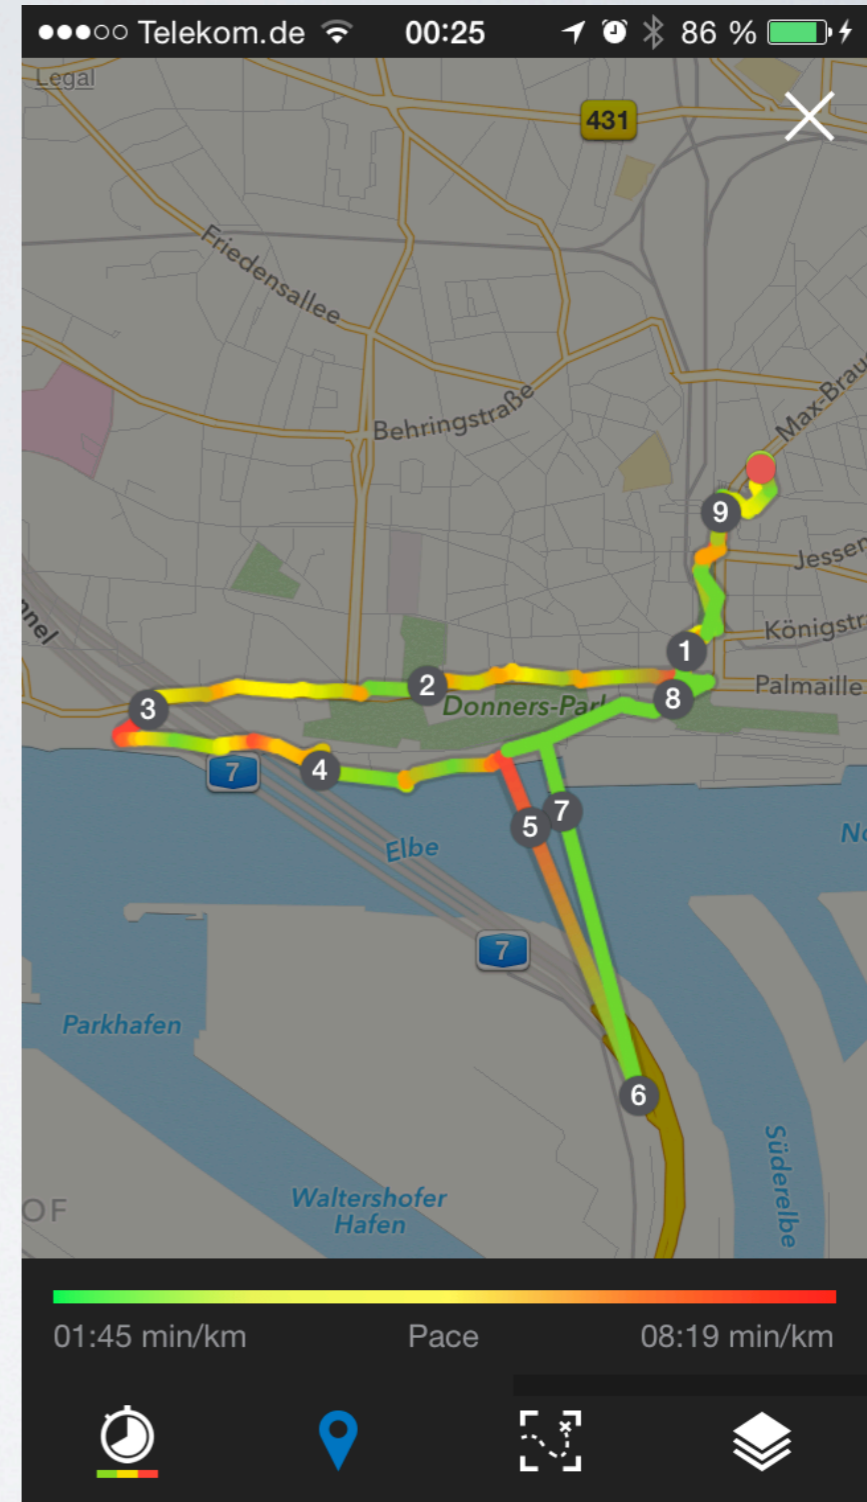 Telekom.de 00:25 86 %
Legal
431
Friedensallee
Max-Brau
Behringstraße
9
Jessen
nnel
Königstr
1
2
Palmaille
3
Donners-Park
8
7
4
7
5
Elbe
No
7
Parkhafen
6
Süderelbe
Waltershofer
Hafen
OF
01:45 min/km Pace 08:19 min/km